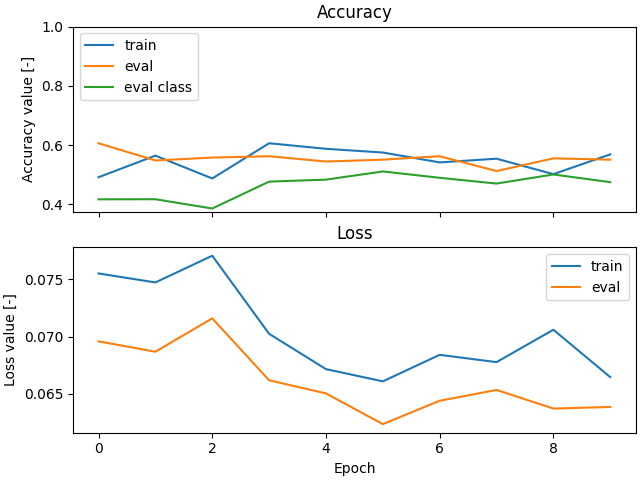 Accuracy
Accuracy value [-]
1.0
0.8
0.6
0.4
train
eval
eval class
Loss
Loss value [-]
0.075
0.070
0.065
train
eval
0 2 4 6 8
Epoch